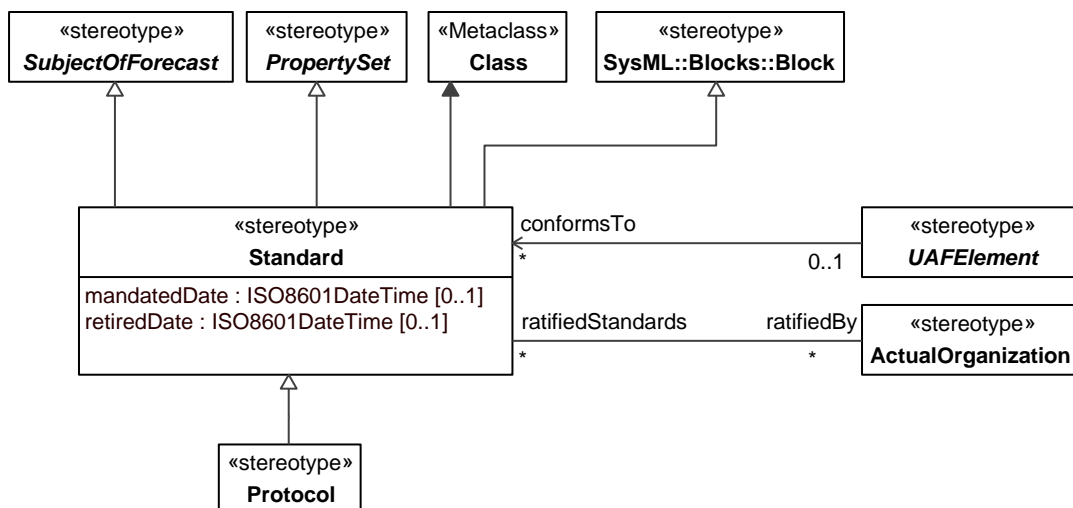 «stereotype»
SubjectOfForecast
«stereotype»
PropertySet
«Metaclass»
Class
«stereotype»
SysML::Blocks::Block
«stereotype»
Standard
mandatedDate : ISO8601DateTime [0..1]
retiredDate : ISO8601DateTime [0..1]
conformsTo
*
0..1
«stereotype»
UAFElement
ratifiedStandards
*
ratifiedBy
*
«stereotype»
ActualOrganization
«stereotype»
Protocol